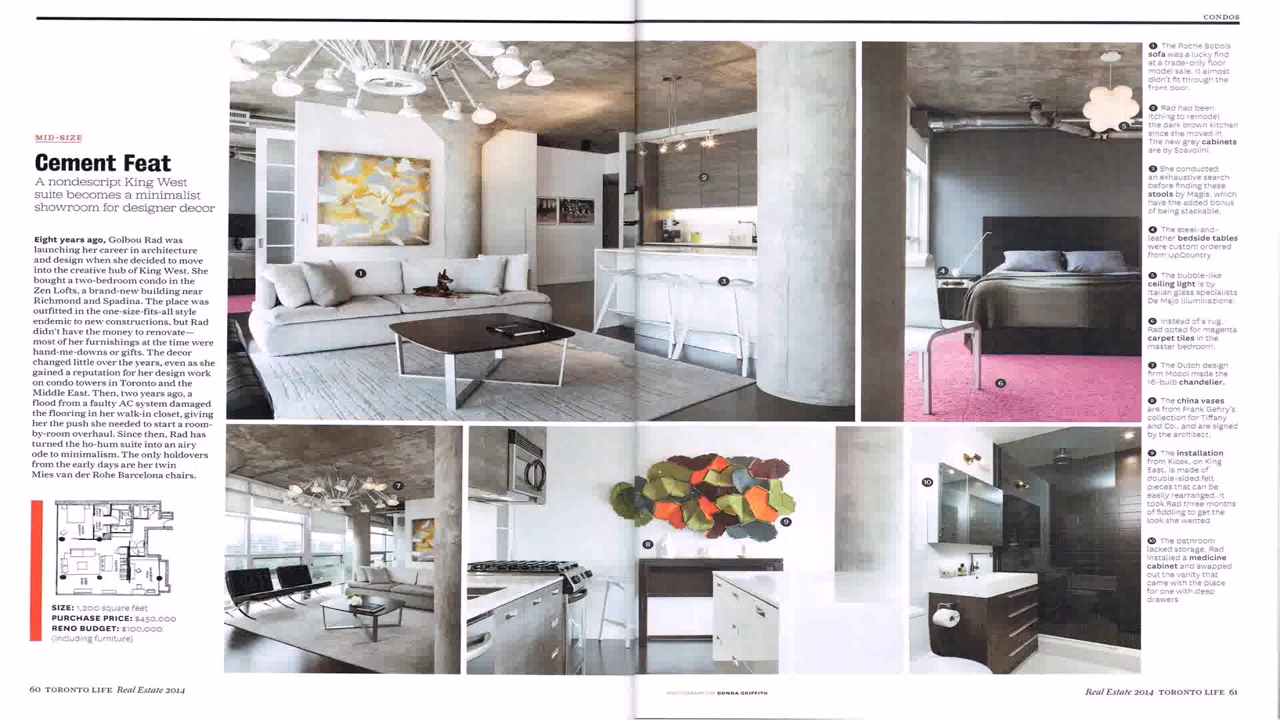 CONDOS
MID-SIZE
Cement Feat
A nondescript King West
suite becomes a minimalist
showroom for designer decor
Eight years ago, Golbou Rad was
launching her career in architecture
and design when she decided to move
into the creative hub of King West. She
bought a two-bedroom condo in the
Zen Lofts, a brand-new building near
Richmond and Spadina. The place was
outfitted in the one-size-fits-all style
endemic to new constructions, but Rad
didn't have the money to renovate—
most of her furnishings at the time were
hand-me-downs or gifts. The decor
changed little over the years, even as she
gained a reputation for her design work
on condo towers in Toronto and the
Middle East. Then, two years ago, a
flood from a faulty AC system damaged
the flooring in her walk-in closet, giving
her the push she needed to start a room-
by-room overhaul. Since then, Rad has
turned the ho-hum suite into an airy
ode to minimalism. The only holdovers
from the early days are her twin
Mies van der Rohe Barcelona chairs.
SIZE: 1,200 square feet
PURCHASE PRICE: $450,000
RENO BUDGET: $100,000
(including furniture)
1
2
3
4
5
6
7
8
9
10
1 The Roche Bobois
sofa was a lucky find
at a trade-only floor
model sale. It almost
didn't fit through the
front door.
2 Rad had been
itching to remodel
the dark brown kitchen
since she moved in.
The new grey cabinets
are by Scavolini.
3 She conducted
an exhaustive search
before finding these
stools by Magis, which
have the added bonus
of being stackable.
4 The steel-and-
leather bedside tables
were custom ordered
from UpCountry
5 The bubble-like
ceiling light is by
Italian glass specialists
De Majo Illuminazione.
6 Instead of a rug,
Rad opted for magenta
carpet tiles in the
master bedroom.
7 The Dutch design
firm Moooi made the
16-bulb chandelier.
8 The china vases
are from Frank Gehry's
collection for Tiffany
and Co., and are signed
by the architect.
9 The installation
from Kiosk, on King
East, is made of
double-sided felt
pieces that can be
easily rearranged. It
took Rad three months
of fiddling to get the
look she wanted
10 The bathroom
lacked storage. Rad
installed a medicine
cabinet and swapped
out the vanity that
came with the place
for one with deep
drawers
60 TORONTO LIFE Real Estate 2014
PHOTOGRAPHY BY DONNA GRIFFITH
Real Estate 2014 TORONTO LIFE 61